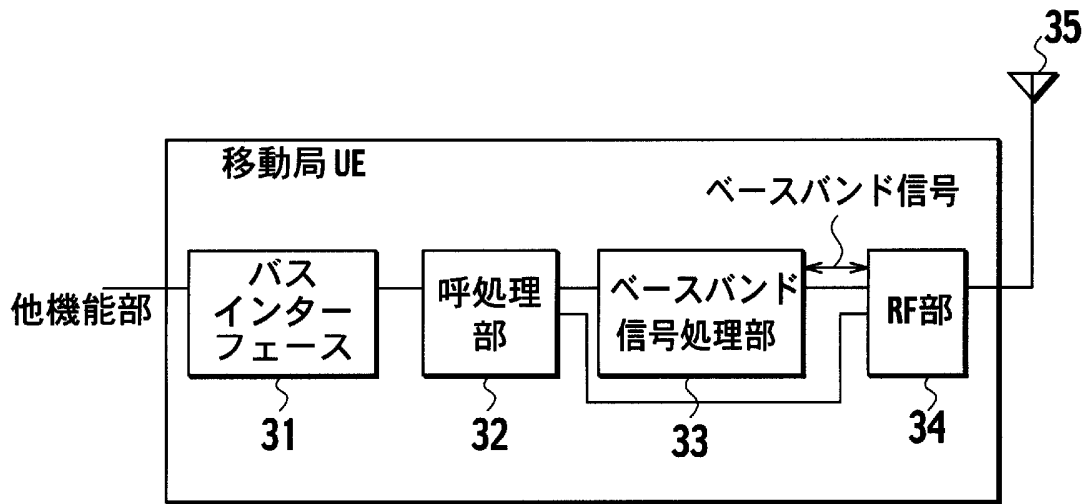 35
移動局 UE
ベースバンド信号
他機能部
バス
インター
フェース
呼処理
部
ベースバンド
信号処理部
RF部
31
32
33
34